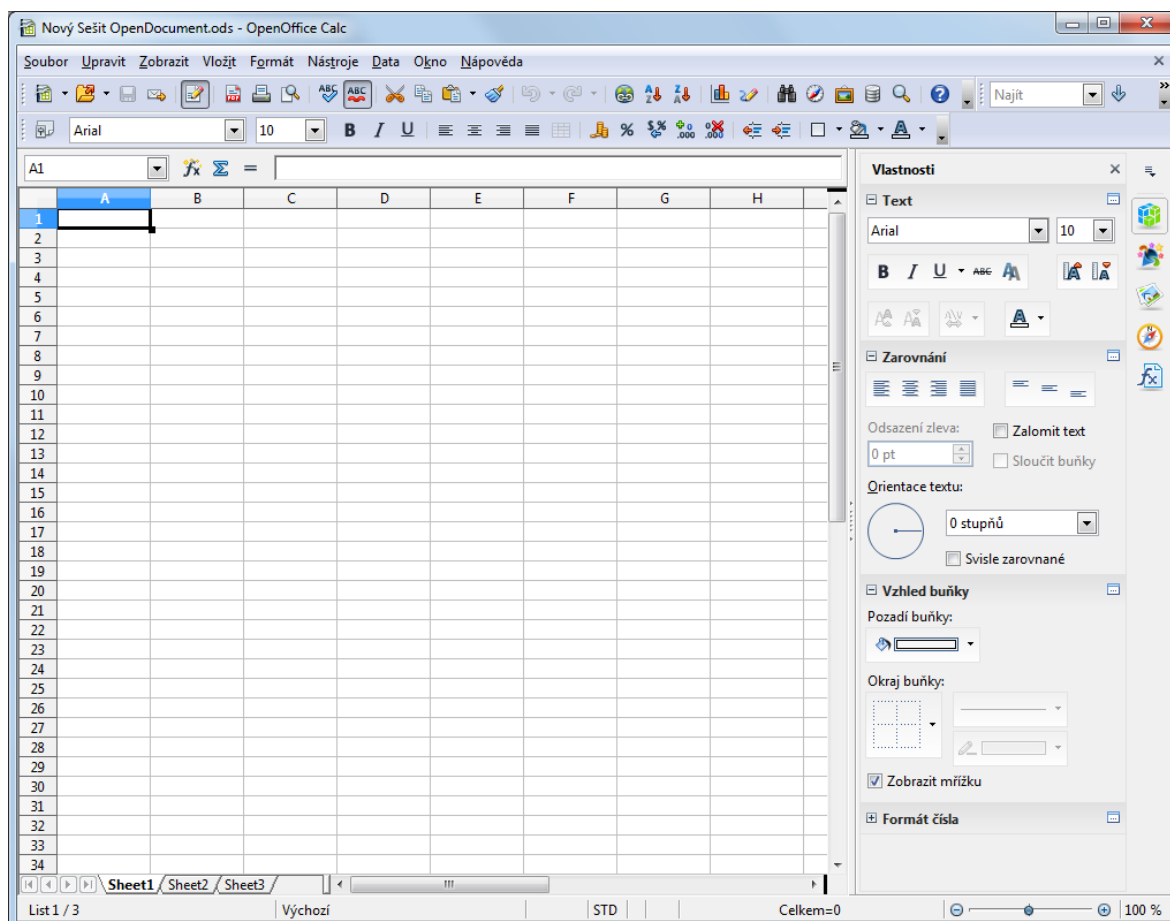 Nový Sešit OpenDocument.ods - OpenOffice Calc
Soubor Upravit Zobrazit Vložit Formát Nástroje Data Okno Nápověda
ABC ABC Najít
Arial 10 B I U
A1
A B C D E F G H
1
2
3
4
5
6
7
8
9
10
11
12
13
14
15
16
17
18
19
20
21
22
23
24
25
26
27
28
29
30
31
32
33
34
Vlastnosti
Text
Arial 10
B I U ABC
Zarovnání
Odsazení zleva:
Zalomit text
0 pt
Sloučit buňky
Orientace textu:
0 stupňů
Svisle zarovnané
Vzhled buňky
Pozadí buňky:
Okraj buňky:
Zobrazit mřížku
Formát čísla
Sheet1 Sheet2 Sheet3
List 1 / 3 Výchozí STD Celkem=0 100 %